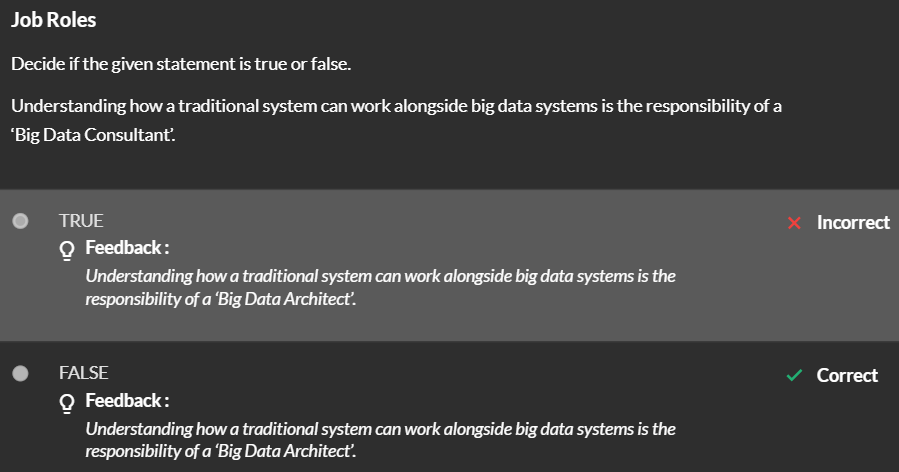 Job Roles
Decide if the given statement is true or false.
Understanding how a traditional system can work alongside big data systems is the responsibility of a
‘Big Data Consultant’.
TRUE
Incorrect
Feedback :
Understanding how a traditional system can work alongside big data systems is the
responsibility of a ‘Big Data Architect’.
FALSE
Correct
Feedback :
Understanding how a traditional system can work alongside big data systems is the
responsibility of a ‘Big Data Architect’.